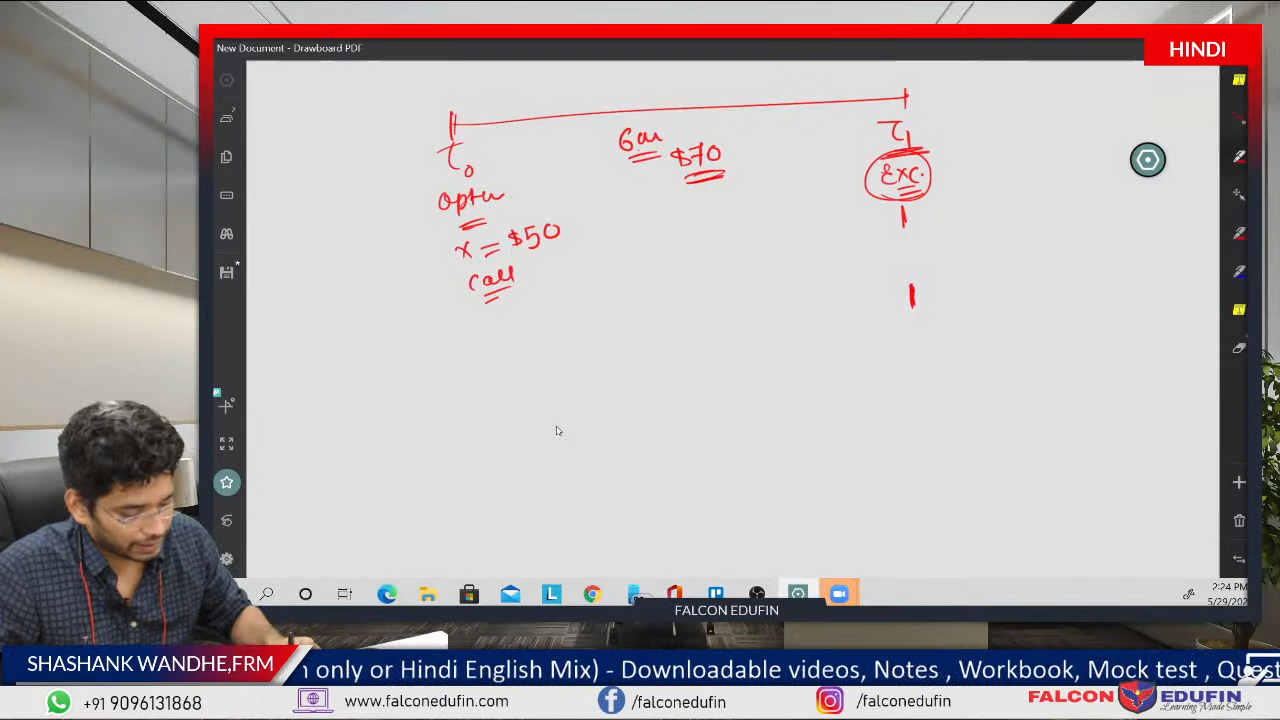 New Document - Drawboard PDF
HINDI
T0
6m
$70
T1
Exc.
option
x = $50
call
2:24 PM
5/29/202
FALCON EDUFIN
SHASHANK WANDHE,FRM
only or Hindi English Mix) - Downloadable videos, Notes , Workbook, Mock test , Quest
+91 9096131868
www.falconedufin.com
/falconedufin
/falconedufin
FALCON EDUFIN
Learning Made Simple